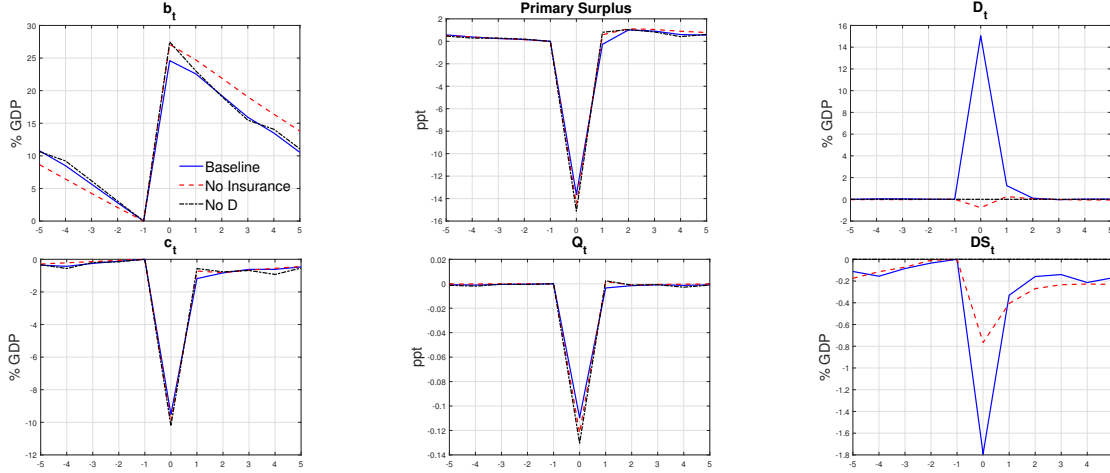 b_t
Primary Surplus
D_t
30
25
20
15
10
5
0
% GDP
-5 -4 -3 -2 -1 0 1 2 3 4 5
Baseline
No Insurance
No D
2
0
-2
-4
-6
-8
-10
-12
-14
-16
ppt
-5 -4 -3 -2 -1 0 1 2 3 4 5
16
14
12
10
8
6
4
2
0
-2
% GDP
-5 -4 -3 -2 -1 0 1 2 3 4 5
c_t
Q_t
DS_t
0
-2
-4
-6
-8
-10
-12
% GDP
-5 -4 -3 -2 -1 0 1 2 3 4 5
0.02
0
-0.02
-0.04
-0.06
-0.08
-0.1
-0.12
-0.14
ppt
-5 -4 -3 -2 -1 0 1 2 3 4 5
0
-0.2
-0.4
-0.6
-0.8
-1
-1.2
-1.4
-1.6
-1.8
% GDP
-5 -4 -3 -2 -1 0 1 2 3 4 5